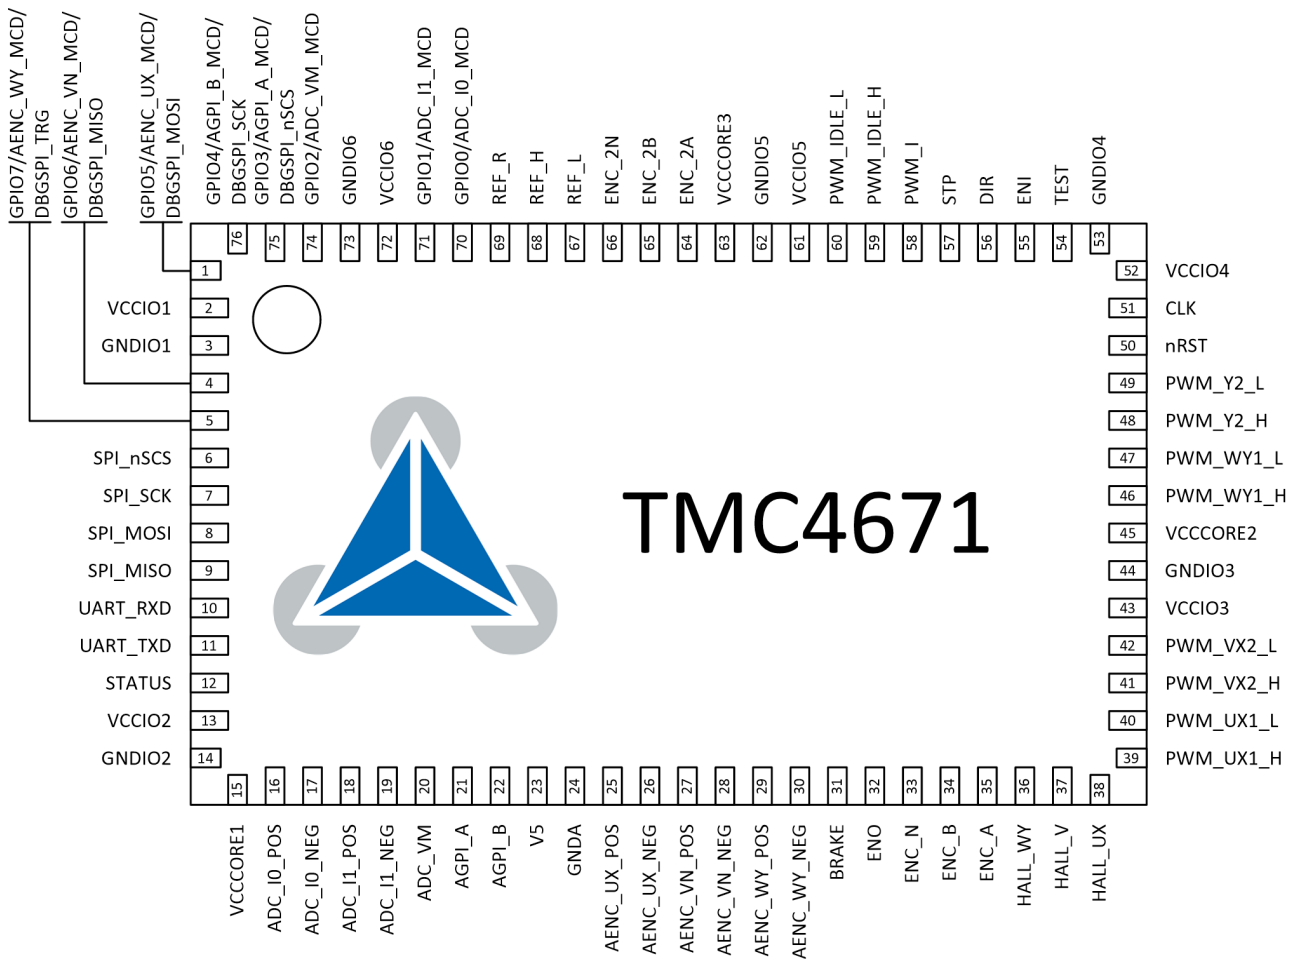 GPIO7/AENC_WY_MCD/
DBGSPI_TRG
GPIO6/AENC_VN_MCD/
DBGSPI_MISO
GPIO5/AENC_UX_MCD/
DBGSPI_MOSI
GPIO4/AGPI_B_MCD/
DBGSPI_SCK
GPIO3/AGPI_A_MCD/
DBGSPI_nSCS
GPIO2/ADC_VM_MCD
GNDIO6
VCCIO6
GPIO1/ADC_I1_MCD
GPIO0/ADC_I0_MCD
REF_R
REF_H
REF_L
ENC_2N
ENC_2B
ENC_2A
VCCCORE3
GNDIO5
VCCIO5
PWM_IDLE_L
PWM_IDLE_H
PWM_I
STP
DIR
ENI
TEST
GNDIO4
76
75
74
73
72
71
70
69
68
67
66
65
64
63
62
61
60
59
58
57
56
55
54
53
1
VCCIO1 2
GNDIO1 3
4
5
SPI_nSCS 6
SPI_SCK 7
SPI_MOSI 8
SPI_MISO 9
UART_RXD 10
UART_TXD 11
STATUS 12
VCCIO2 13
GNDIO2 14
TMC4671
52 VCCIO4
51 CLK
50 nRST
49 PWM_Y2_L
48 PWM_Y2_H
47 PWM_WY1_L
46 PWM_WY1_H
45 VCCCORE2
44 GNDIO3
43 VCCIO3
42 PWM_VX2_L
41 PWM_VX2_H
40 PWM_UX1_L
39 PWM_UX1_H
15
16
17
18
19
20
21
22
23
24
25
26
27
28
29
30
31
32
33
34
35
36
37
38
VCCCORE1
ADC_I0_POS
ADC_I0_NEG
ADC_I1_POS
ADC_I1_NEG
ADC_VM
AGPI_A
AGPI_B
V5
GNDA
AENC_UX_POS
AENC_UX_NEG
AENC_VN_POS
AENC_VN_NEG
AENC_WY_POS
AENC_WY_NEG
BRAKE
ENO
ENC_N
ENC_B
ENC_A
HALL_WY
HALL_V
HALL_UX